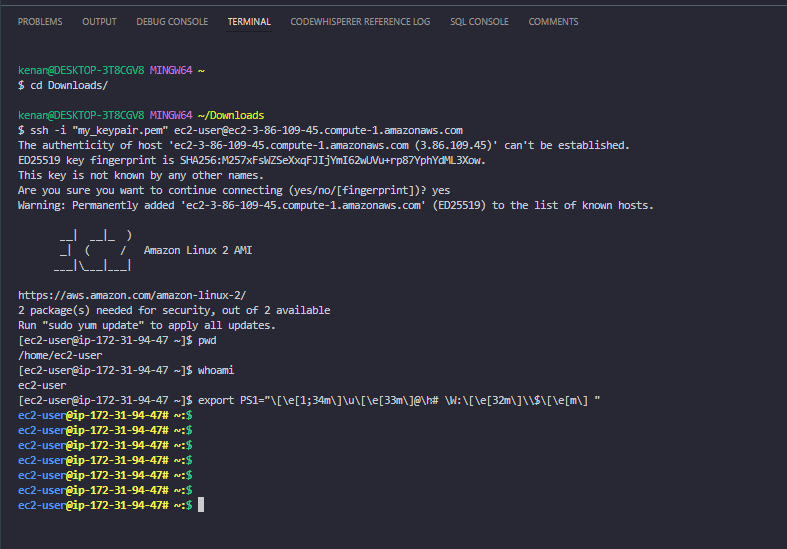 PROBLEMS OUTPUT DEBUG CONSOLE TERMINAL CODEWHISPERER REFERENCE LOG SQL CONSOLE COMMENTS
kenan@DESKTOP-3T8CGV8 MINGW64 ~
$ cd Downloads/
kenan@DESKTOP-3T8CGV8 MINGW64 ~/Downloads
$ ssh -i "my_keypair.pem" ec2-user@ec2-3-86-109-45.compute-1.amazonaws.com
The authenticity of host 'ec2-3-86-109-45.compute-1.amazonaws.com (3.86.109.45)' can't be established.
ED25519 key fingerprint is SHA256:M257xFsWZSeXxqFJIjYmI62wUVu+rp87YphYdML3Xow.
This key is not known by any other names.
Are you sure you want to continue connecting (yes/no/[fingerprint])? yes
Warning: Permanently added 'ec2-3-86-109-45.compute-1.amazonaws.com' (ED25519) to the list of known hosts.
       __|  __|_  )
       _|  (     /   Amazon Linux 2 AMI
      ___|\___|___|
https://aws.amazon.com/amazon-linux-2/
2 package(s) needed for security, out of 2 available
Run "sudo yum update" to apply all updates.
[ec2-user@ip-172-31-94-47 ~]$ pwd
/home/ec2-user
[ec2-user@ip-172-31-94-47 ~]$ whoami
ec2-user
[ec2-user@ip-172-31-94-47 ~]$ export PS1="\[\e[1;34m\]\u\[\e[33m\]@\h# \W:\[\e[32m\]\\$\[\e[m\] "
ec2-user@ip-172-31-94-47# ~:$
ec2-user@ip-172-31-94-47# ~:$
ec2-user@ip-172-31-94-47# ~:$
ec2-user@ip-172-31-94-47# ~:$
ec2-user@ip-172-31-94-47# ~:$
ec2-user@ip-172-31-94-47# ~:$
ec2-user@ip-172-31-94-47# ~:$